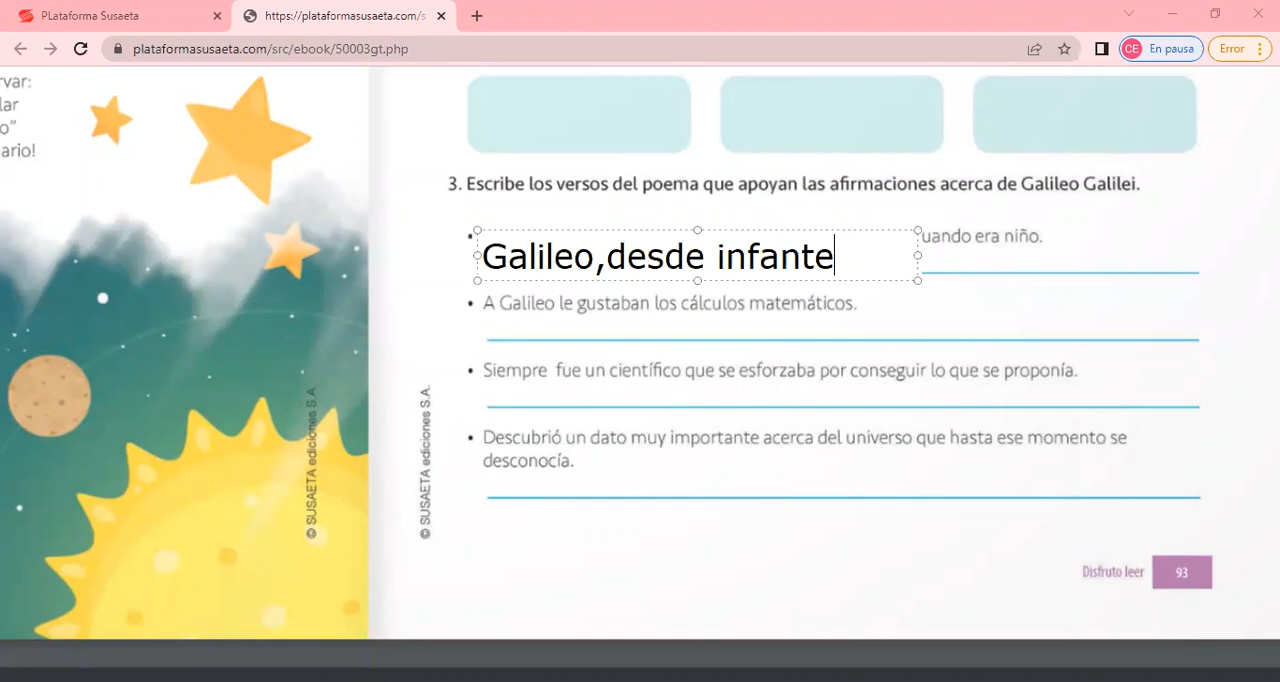 PLataforma Susaeta
https://plataformasusaeta.com/s
plataformasusaeta.com/src/ebook/50003gt.php
CE En pausa
Error
rvar:
lar
o”
ario!
3. Escribe los versos del poema que apoyan las afirmaciones acerca de Galileo Galilei.
• uando era niño.
Galileo,desde infante
• A Galileo le gustaban los cálculos matemáticos.
• Siempre fue un científico que se esforzaba por conseguir lo que se proponía.
• Descubrió un dato muy importante acerca del universo que hasta ese momento se
desconocía.
© SUSAETA ediciones S.A.
© SUSAETA ediciones S.A.
Disfruto leer 93